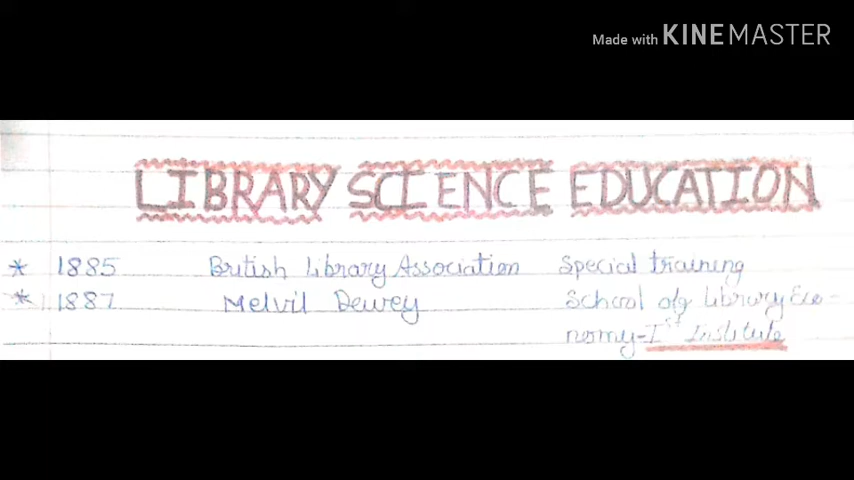 Made with KINEMASTER
LIBRARY SCIENCE EDUCATION
* 1885 British Library Association Special training
* 1887 Melvil Dewey School of Library Eco-
nomy-Ist Institute